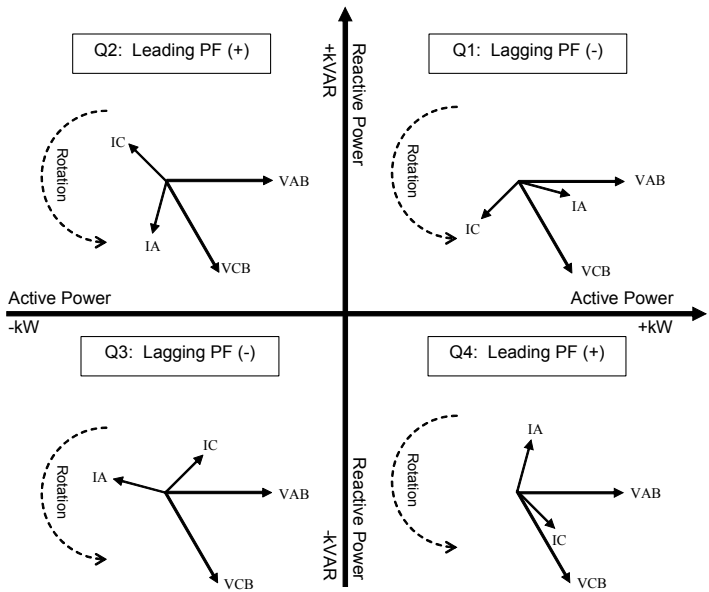 Q2: Leading PF (+)
Reactive Power
+kVAR
Q1: Lagging PF (-)
Rotation
IC
VAB
IA
VCB
Rotation
VAB
IA
IC
VCB
Active Power
-kW
Active Power
+kW
Q3: Lagging PF (-)
Q4: Leading PF (+)
Rotation
IC
IA
VAB
VCB
Reactive Power
-kVAR
Rotation
IA
VAB
IC
VCB